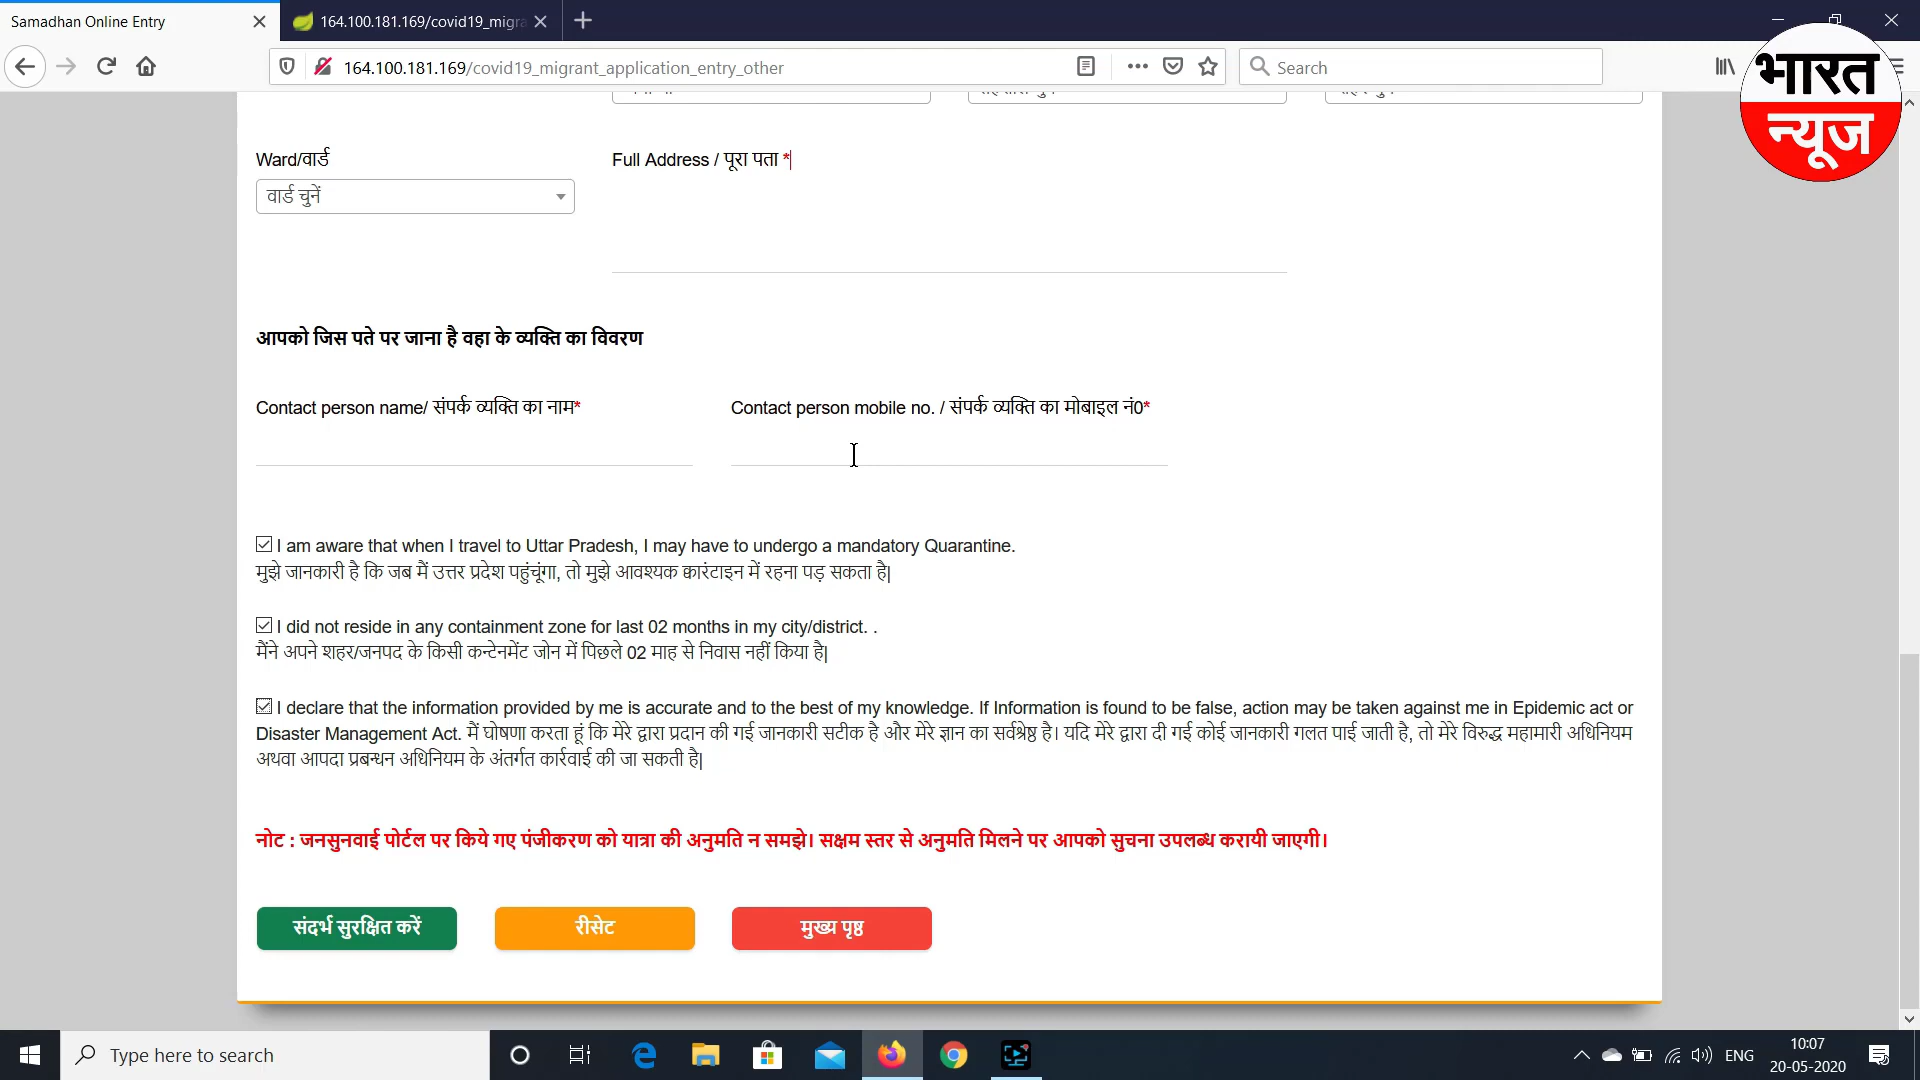 Samadhan Online Entry
164.100.181.169/covid19_migra
164.100.181.169/covid19_migrant_application_entry_other
Search
भारत
न्यूज
Ward/वार्ड
Full Address / पूरा पता *
वार्ड चुनें
आपको जिस पते पर जाना है वहा के व्यक्ति का विवरण
Contact person name/ संपर्क व्यक्ति का नाम*
Contact person mobile no. / संपर्क व्यक्ति का मोबाइल नं0*
I am aware that when I travel to Uttar Pradesh, I may have to undergo a mandatory Quarantine.
मुझे जानकारी है कि जब मैं उत्तर प्रदेश पहुंचूंगा, तो मुझे आवश्यक क्वारंटाइन में रहना पड़ सकता है|
I did not reside in any containment zone for last 02 months in my city/district. .
मैंने अपने शहर/जनपद के किसी कन्टेनमेंट जोन में पिछले 02 माह से निवास नहीं किया है|
I declare that the information provided by me is accurate and to the best of my knowledge. If Information is found to be false, action may be taken against me in Epidemic act or
Disaster Management Act. मैं घोषणा करता हूं कि मेरे द्वारा प्रदान की गई जानकारी सटीक है और मेरे ज्ञान का सर्वश्रेष्ठ है। यदि मेरे द्वारा दी गई कोई जानकारी गलत पाई जाती है, तो मेरे विरुद्ध महामारी अधिनियम
अथवा आपदा प्रबन्धन अधिनियम के अंतर्गत कार्रवाई की जा सकती है|
नोट : जनसुनवाई पोर्टल पर किये गए पंजीकरण को यात्रा की अनुमति न समझे। सक्षम स्तर से अनुमति मिलने पर आपको सुचना उपलब्ध करायी जाएगी।
संदर्भ सुरक्षित करें
रीसेट
मुख्य पृष्ठ
Type here to search
ENG
10:07
20-05-2020